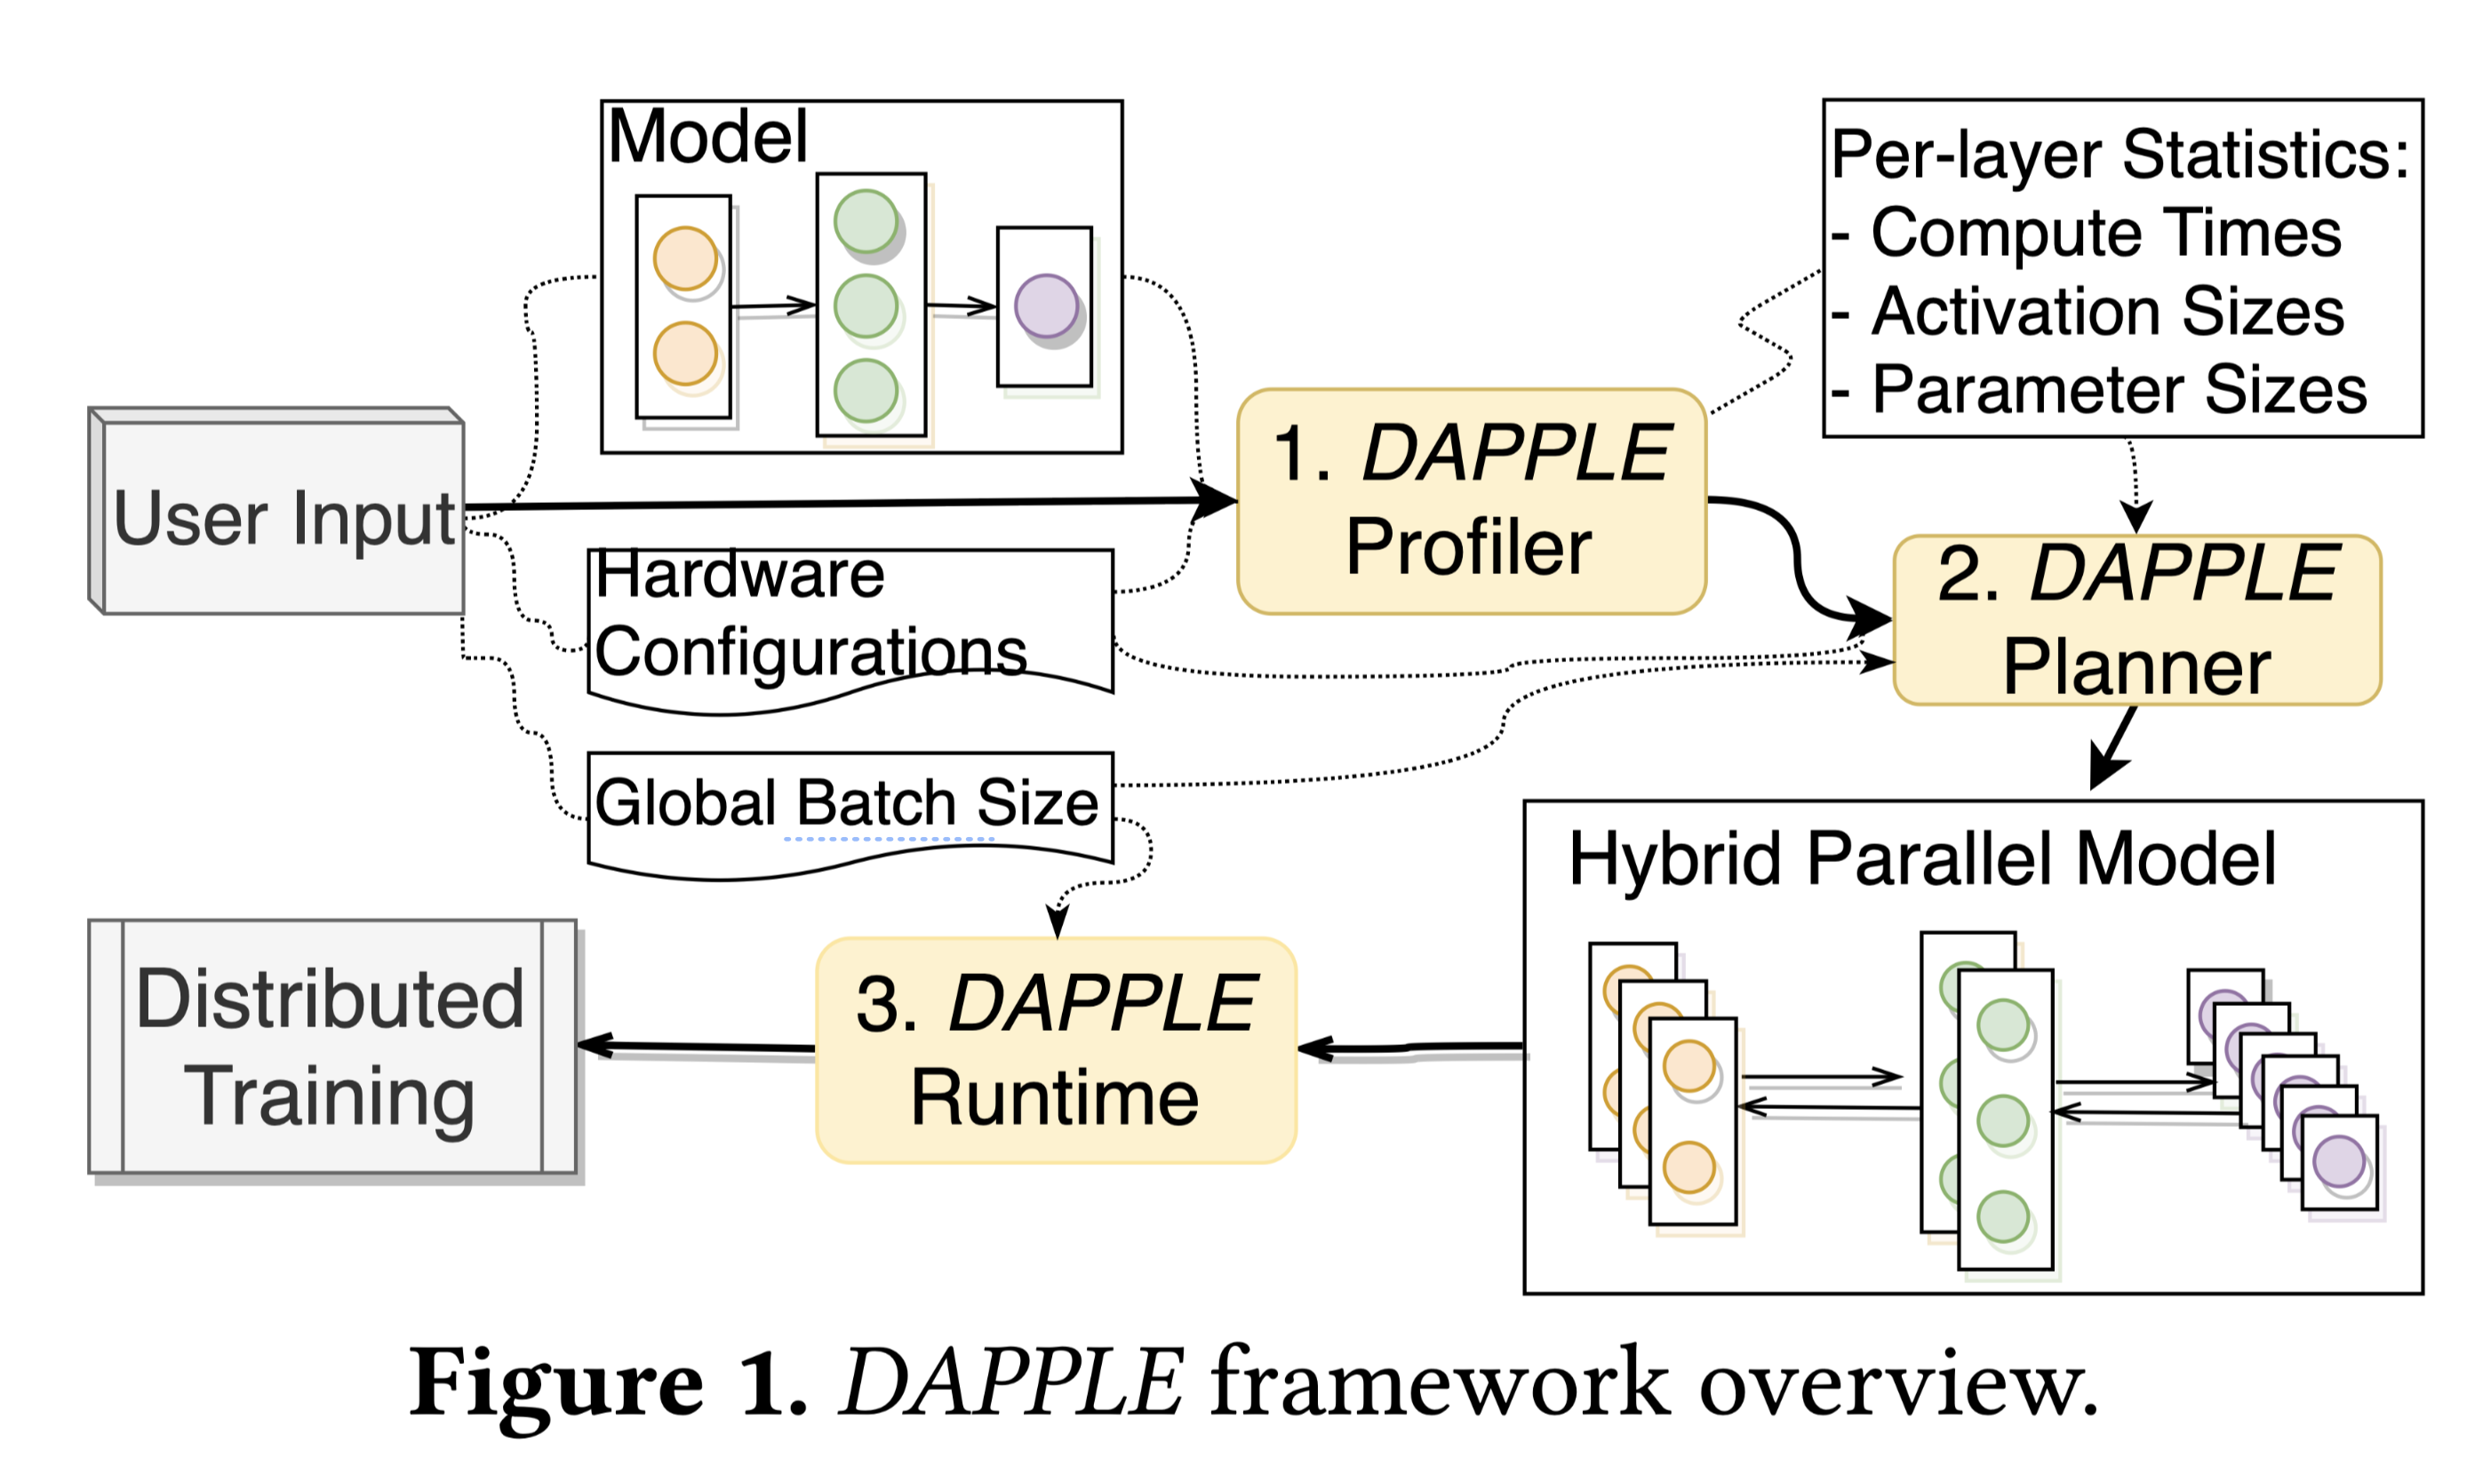 Model
Per-layer Statistics:
- Compute Times
- Activation Sizes
- Parameter Sizes
User Input
1. DAPPLE
Profiler
Hardware
Configurations
2. DAPPLE
Planner
Global Batch Size
Hybrid Parallel Model
Distributed
Training
3. DAPPLE
Runtime
Figure 1. DAPPLE framework overview.